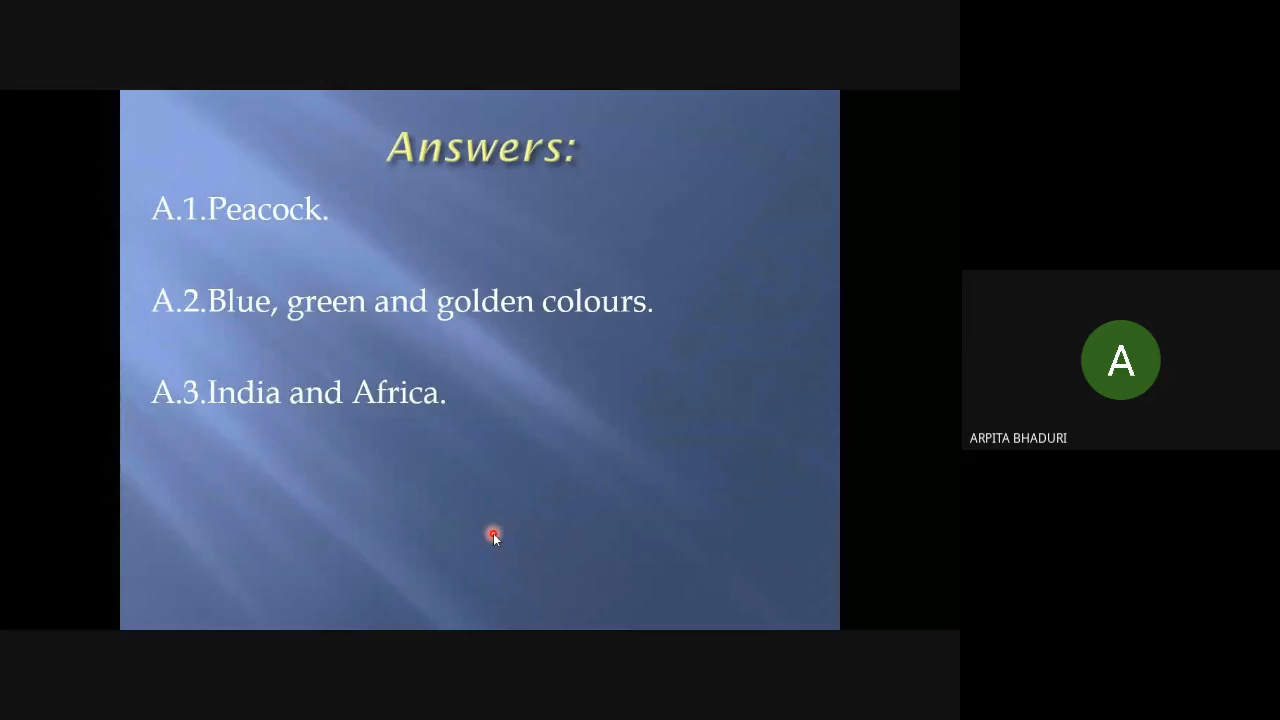 Answers:
A.1.Peacock.
A.2.Blue, green and golden colours.
A.3.India and Africa.
A
ARPITA BHADURI